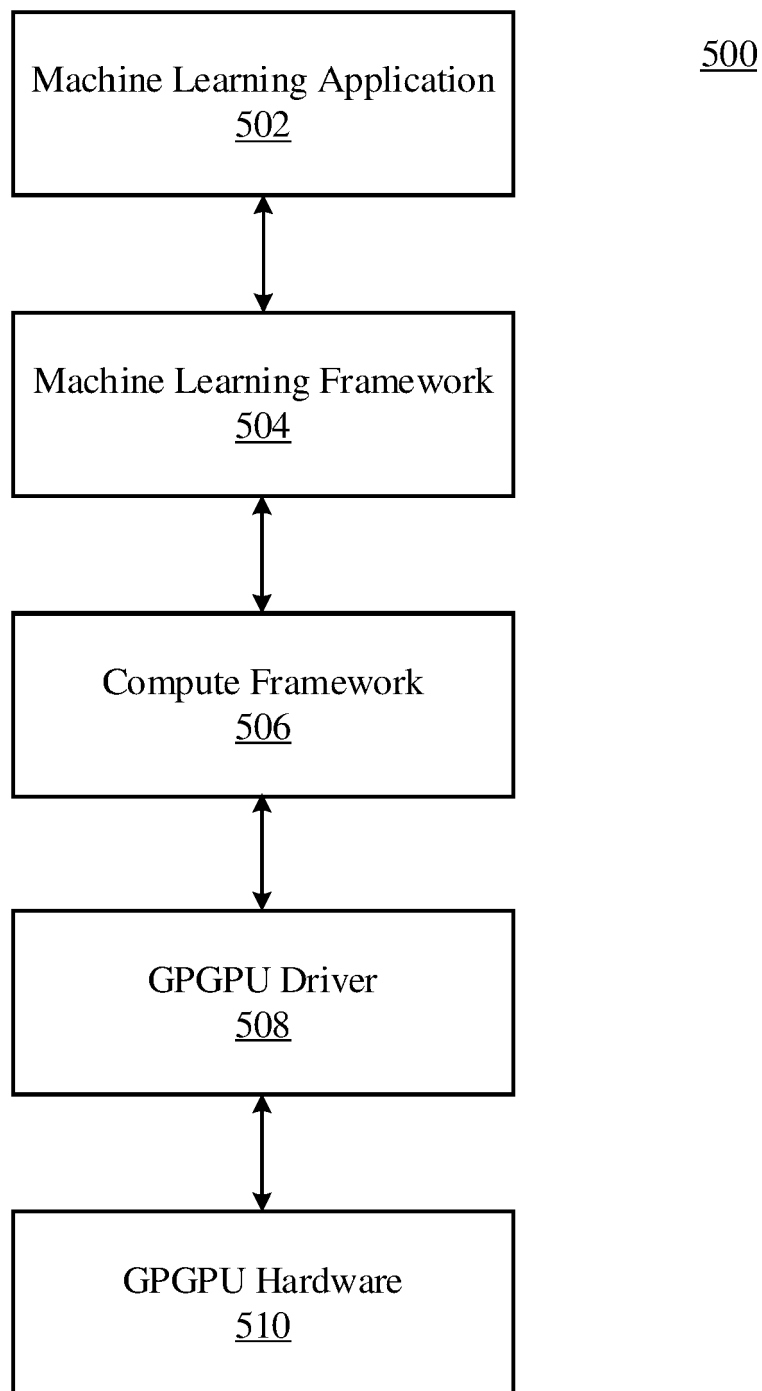 500
Machine Learning Application
502
Machine Learning Framework
504
Compute Framework
506
GPGPU Driver
508
GPGPU Hardware
510